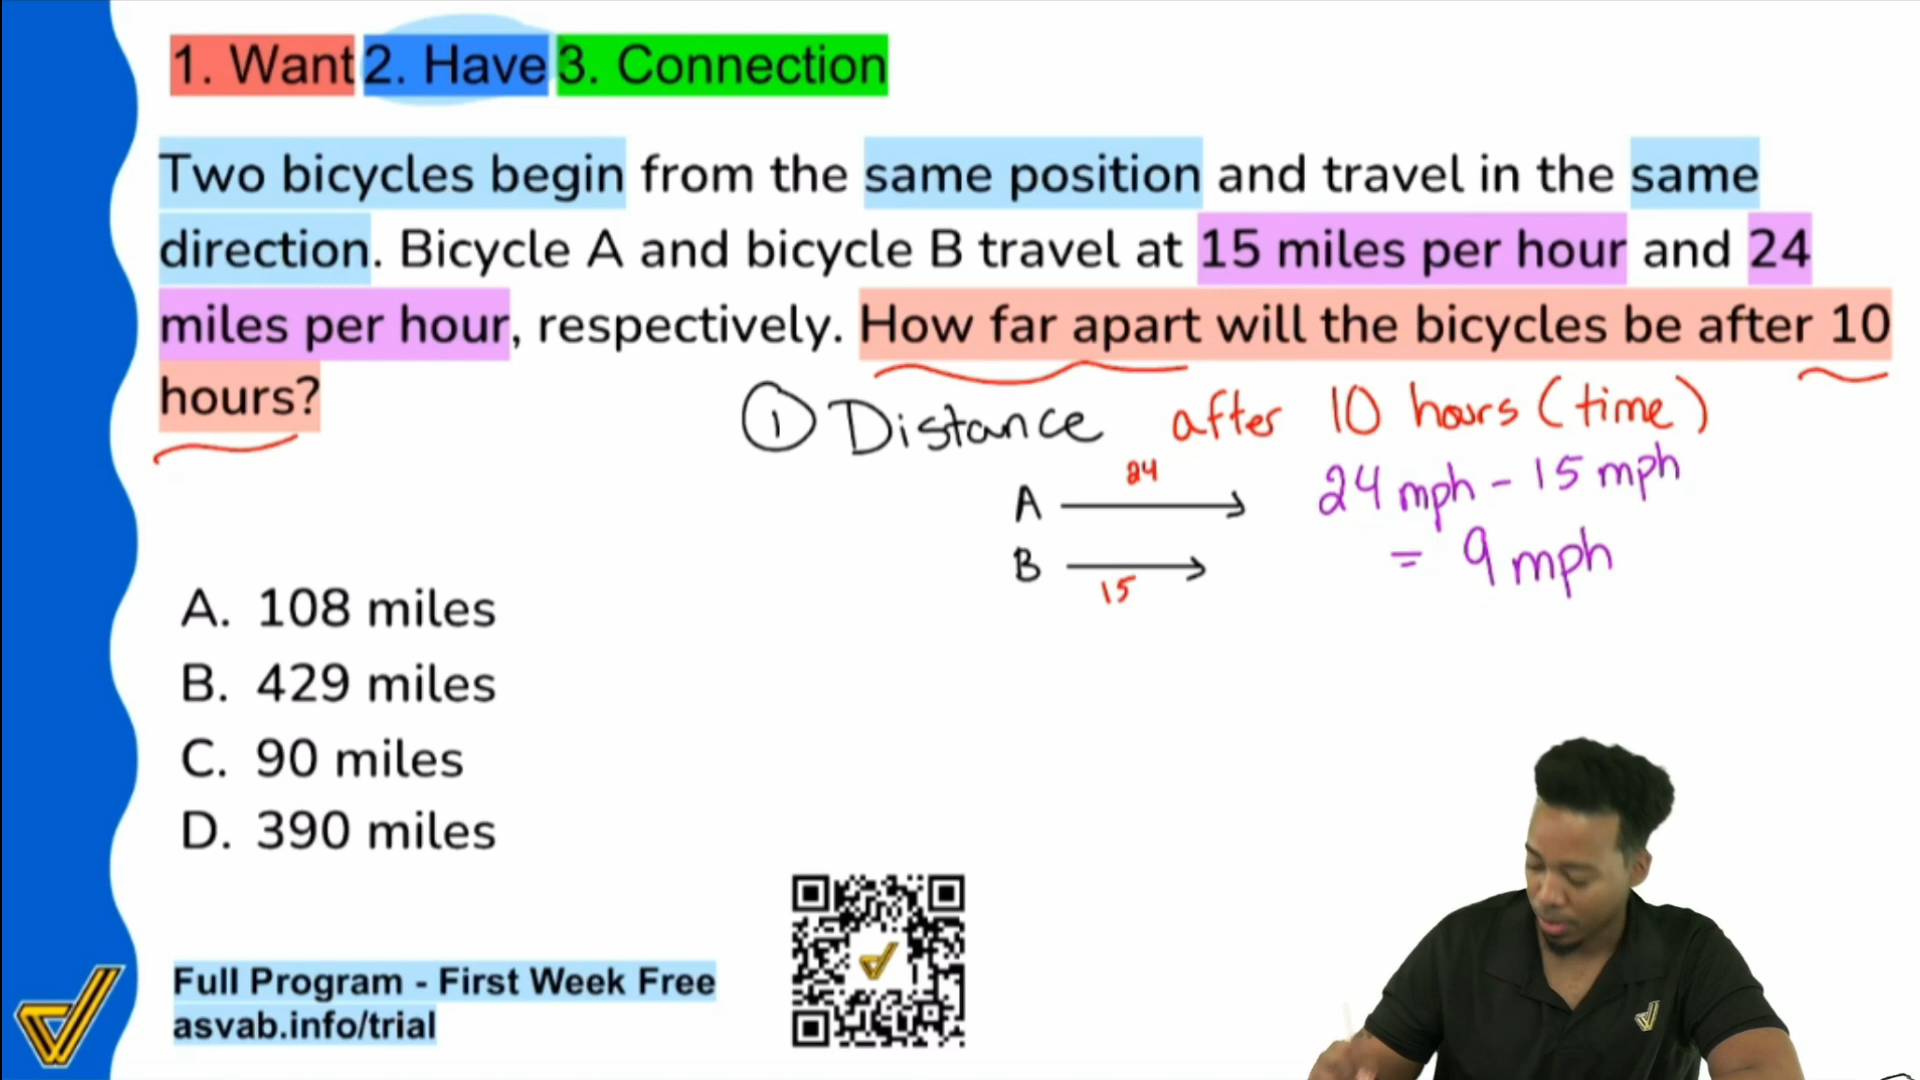 1. Want 2. Have 3. Connection
Two bicycles begin from the same position and travel in the same
direction. Bicycle A and bicycle B travel at 15 miles per hour and 24
miles per hour, respectively. How far apart will the bicycles be after 10
hours?
1 Distance after 10 hours (time)
24
A
24 mph - 15 mph
B
= 9 mph
15
A. 108 miles
B. 429 miles
C. 90 miles
D. 390 miles
Full Program - First Week Free
asvab.info/trial